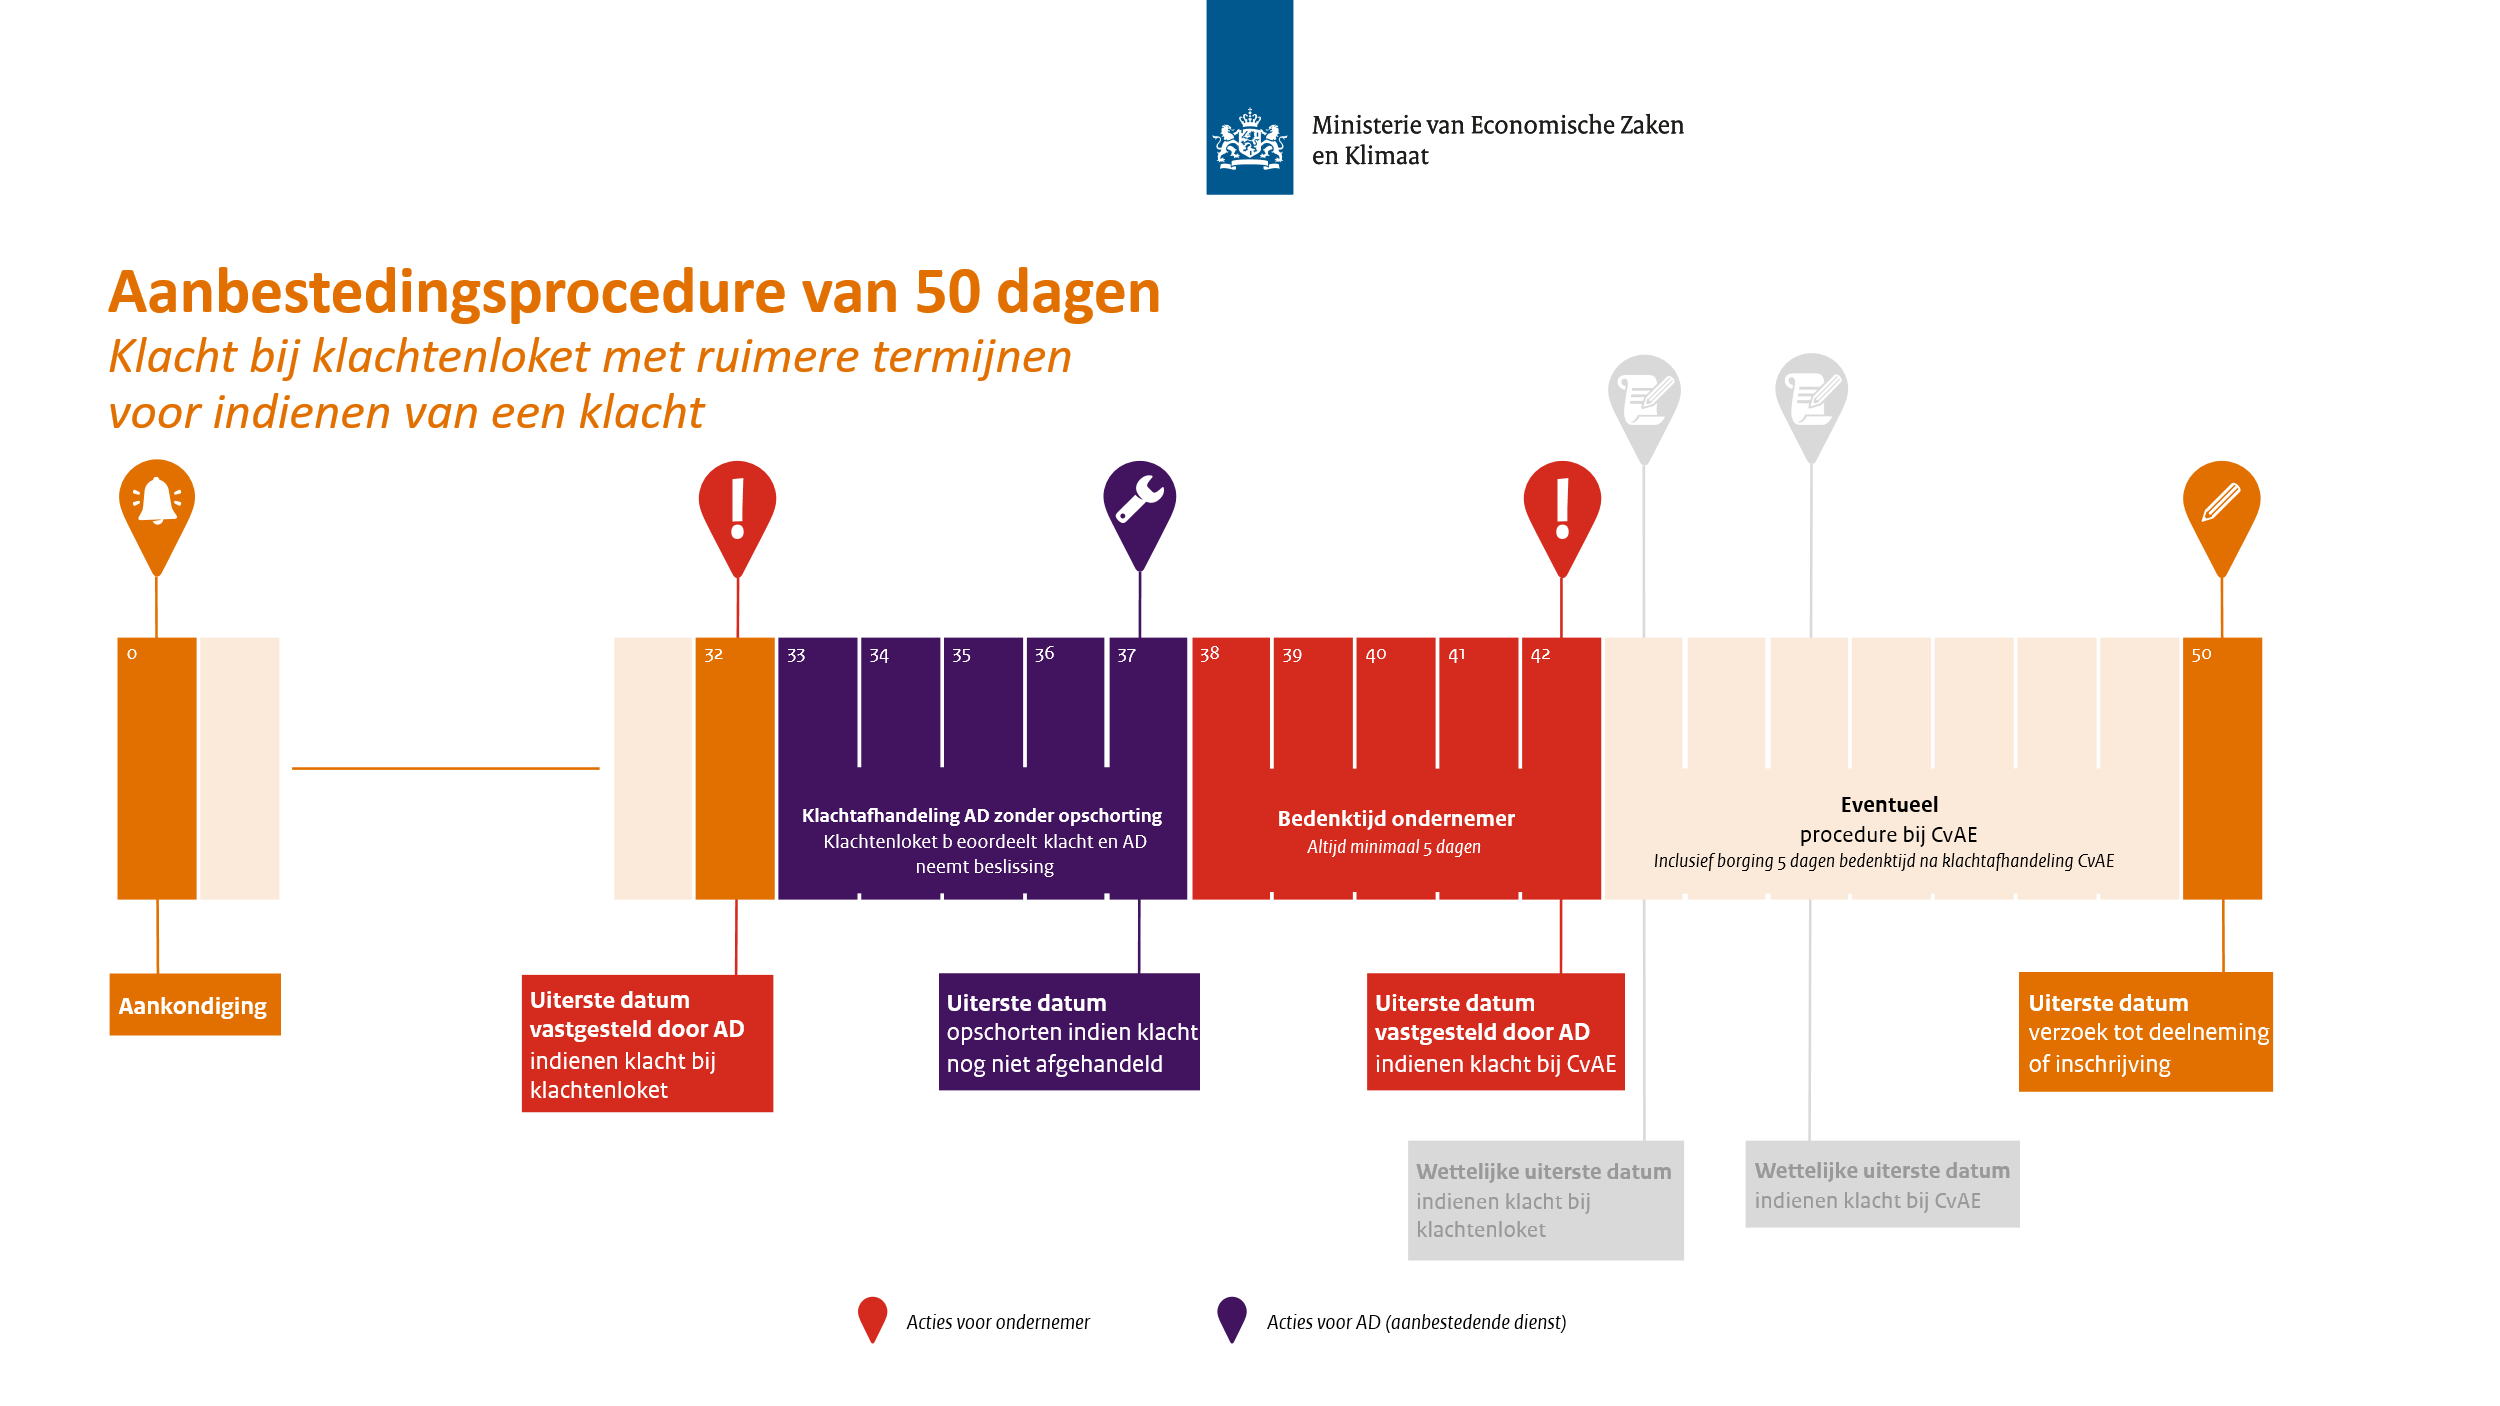 Ministerie van Economische Zaken
en Klimaat
Aanbestedingsprocedure van 50 dagen
Klacht bij klachtenloket met ruimere termijnen
voor indienen van een klacht
0
32
33
34
35
36
37
38
39
40
41
42
50
Klachtafhandeling AD zonder opschorting
Klachtenloket b eoordeelt klacht en AD
neemt beslissing
Bedenktijd ondernemer
Altijd minimaal 5 dagen
Eventueel
procedure bij CvAE
Inclusief borging 5 dagen bedenktijd na klachtafhandeling CvAE
Aankondiging
Uiterste datum
vastgesteld door AD
indienen klacht bij
klachtenloket
Uiterste datum
opschorten indien klacht
nog niet afgehandeld
Uiterste datum
vastgesteld door AD
indienen klacht bij CvAE
Uiterste datum
verzoek tot deelneming
of inschrijving
Wettelijke uiterste datum
indienen klacht bij
klachtenloket
Wettelijke uiterste datum
indienen klacht bij CvAE
Acties voor ondernemer
Acties voor AD (aanbestedende dienst)